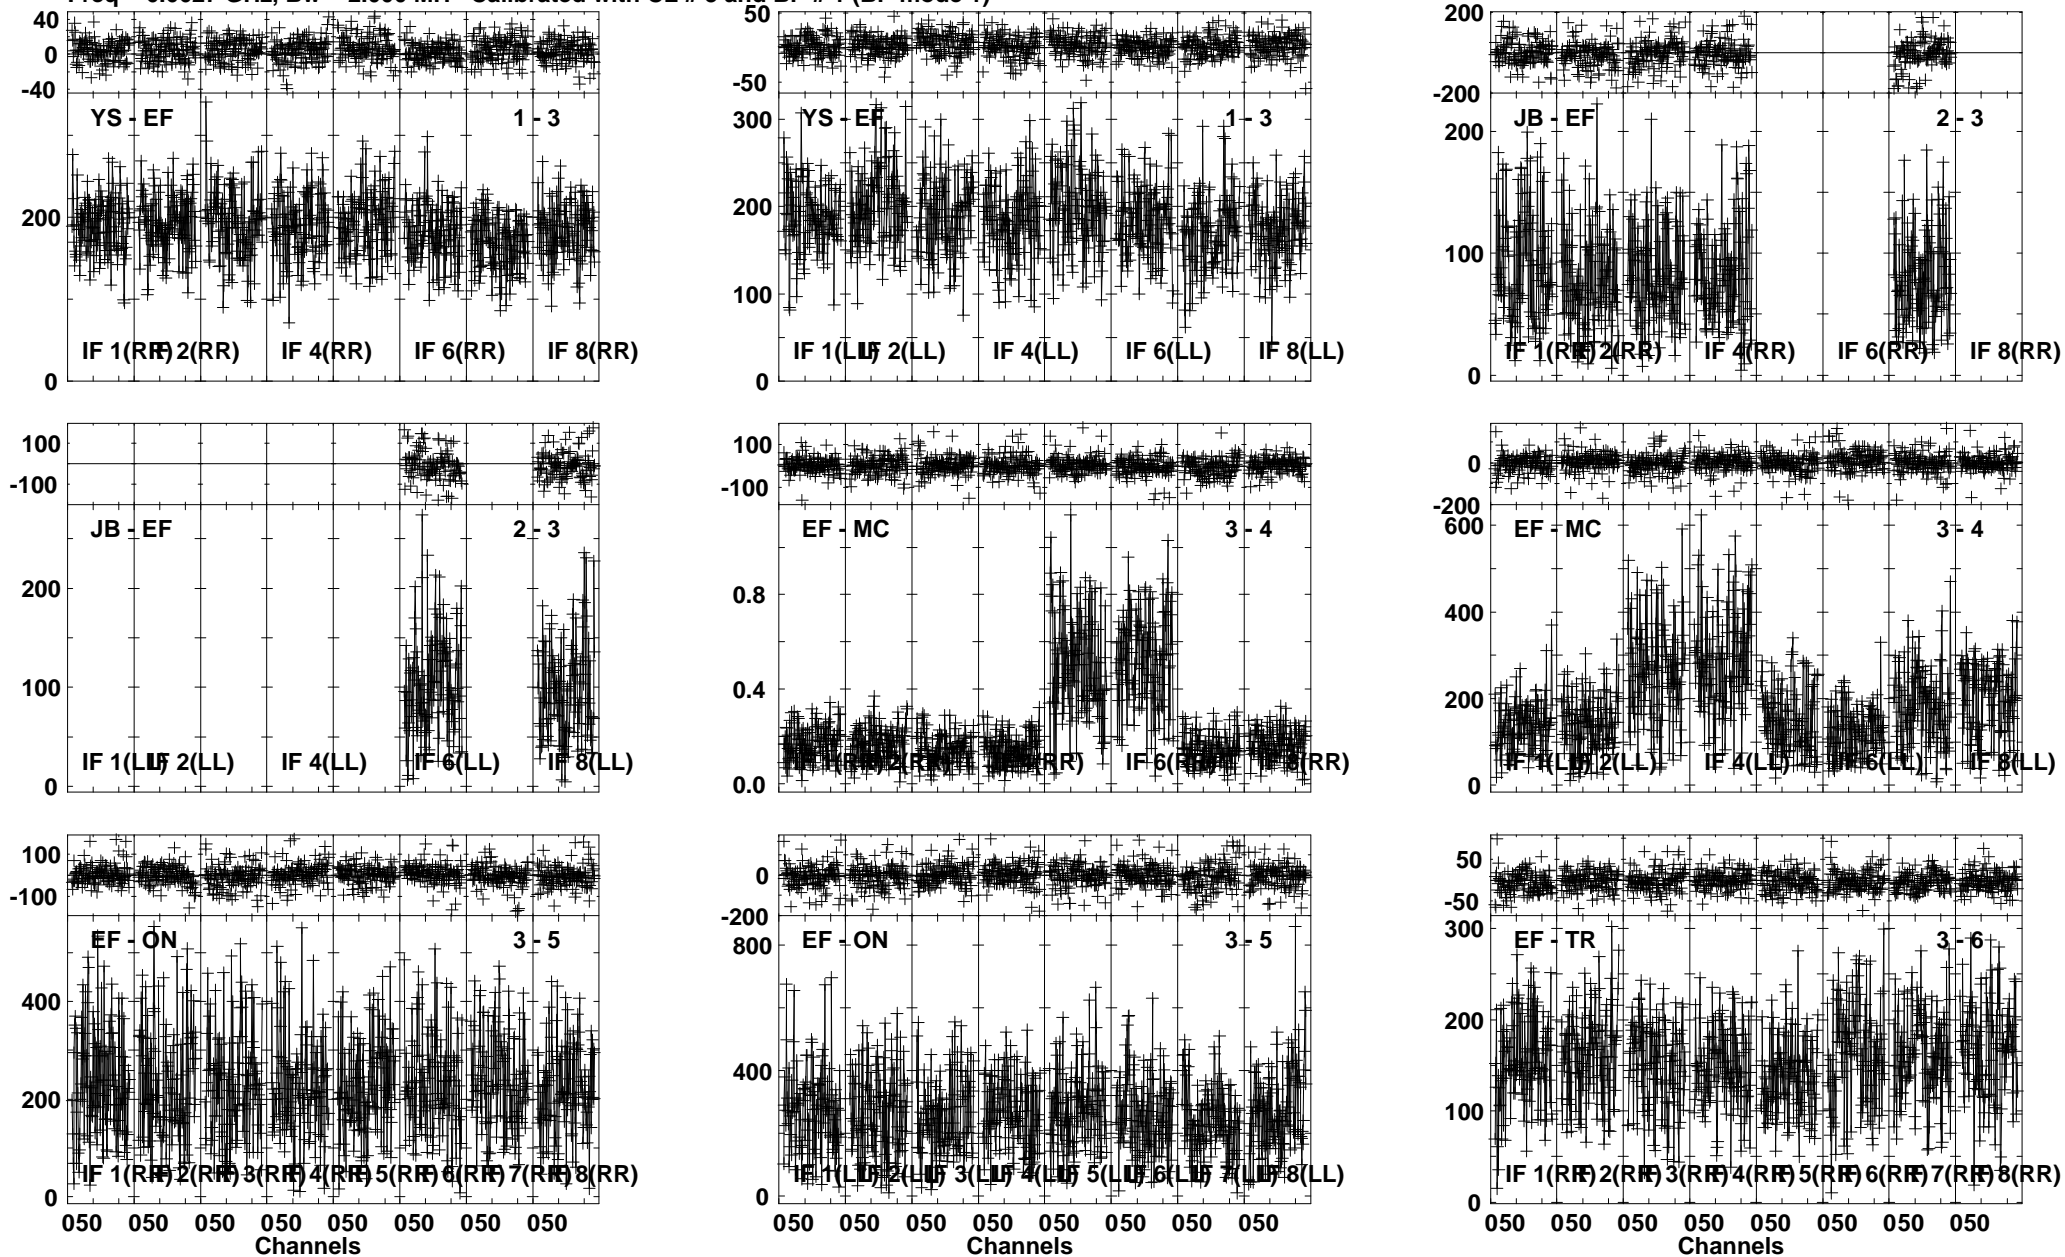 40 50 200
0
-40 -50 -200
YS - EF 1 - 3
200
0
IF 1(RR) IF 2(RR) IF 4(RR) IF 6(RR) IF 8(RR)
YS - EF 1 - 3
300
200
100
0
IF 1(LL) IF 2(LL) IF 4(LL) IF 6(LL) IF 8(LL)
JB - EF 2 - 3
200
100
0
IF 1(RR) IF 2(RR) IF 4(RR) IF 6(RR) IF 8(RR)
100
-100
JB - EF 2 - 3
200
100
0
IF 1(LL) IF 2(LL) IF 4(LL) IF 6(LL) IF 8(LL)
100
-100
EF - MC 3 - 4
0.8
0.4
0.0
IF 6(RR) IF 8(RR)
0
-200
EF - MC 3 - 4
600
400
200
0
IF 1(LL) IF 2(LL) IF 4(LL) IF 6(LL) IF 8(LL)
100
-100
EF - ON 3 - 5
400
200
0
IF 1(RR) IF 2(RR) IF 3(RR) IF 4(RR) IF 5(RR) IF 6(RR) IF 7(RR) IF 8(RR)
050 050 050 050 050 050 050 050
Channels
0
-200
EF - ON 3 - 5
800
400
0
IF 1(LL) IF 2(LL) IF 3(LL) IF 4(LL) IF 5(LL) IF 6(LL) IF 7(LL) IF 8(LL)
050 050 050 050 050 050 050 050
Channels
50
-50
EF - TR 3 - 6
300
200
100
0
IF 1(RR) IF 2(RR) IF 3(RR) IF 4(RR) IF 5(RR) IF 6(RR) IF 7(RR) IF 8(RR)
050 050 050 050 050 050 050 050
Channels